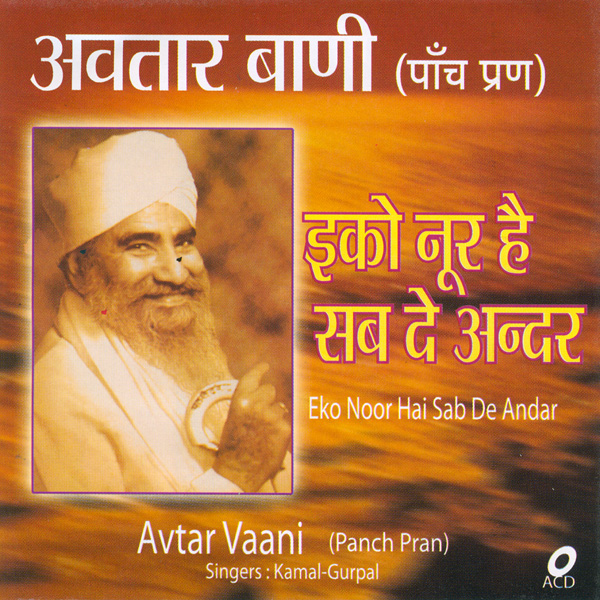 अवतार बाणी (पाँच प्रण)
इको नूर है
सब दे अन्दर
Eko Noor Hai Sab De Andar
Avtar Vaani (Panch Pran)
Singers : Kamal-Gurpal
ACD